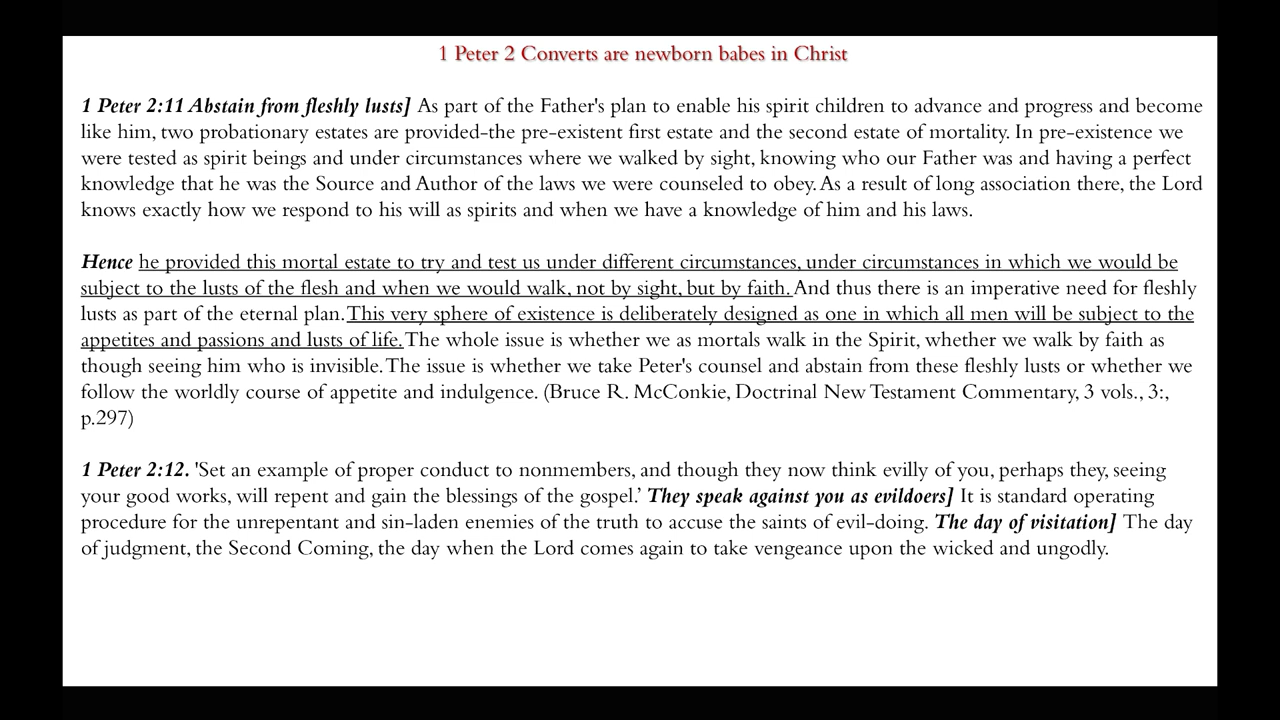 1 Peter 2 Converts are newborn babes in Christ
1 Peter 2:11 Abstain from fleshly lusts] As part of the Father's plan to enable his spirit children to advance and progress and become
like him, two probationary estates are provided-the pre-existent first estate and the second estate of mortality. In pre-existence we
were tested as spirit beings and under circumstances where we walked by sight, knowing who our Father was and having a perfect
knowledge that he was the Source and Author of the laws we were counseled to obey. As a result of long association there, the Lord
knows exactly how we respond to his will as spirits and when we have a knowledge of him and his laws.
Hence he provided this mortal estate to try and test us under different circumstances, under circumstances in which we would be
subject to the lusts of the flesh and when we would walk, not by sight, but by faith. And thus there is an imperative need for fleshly
lusts as part of the eternal plan. This very sphere of existence is deliberately designed as one in which all men will be subject to the
appetites and passions and lusts of life. The whole issue is whether we as mortals walk in the Spirit, whether we walk by faith as
though seeing him who is invisible. The issue is whether we take Peter's counsel and abstain from these fleshly lusts or whether we
follow the worldly course of appetite and indulgence. (Bruce R. McConkie, Doctrinal New Testament Commentary, 3 vols., 3:,
p.297)
1 Peter 2:12. 'Set an example of proper conduct to nonmembers, and though they now think evilly of you, perhaps they, seeing
your good works, will repent and gain the blessings of the gospel.' They speak against you as evildoers] It is standard operating
procedure for the unrepentant and sin-laden enemies of the truth to accuse the saints of evil-doing. The day of visitation] The day
of judgment, the Second Coming, the day when the Lord comes again to take vengeance upon the wicked and ungodly.